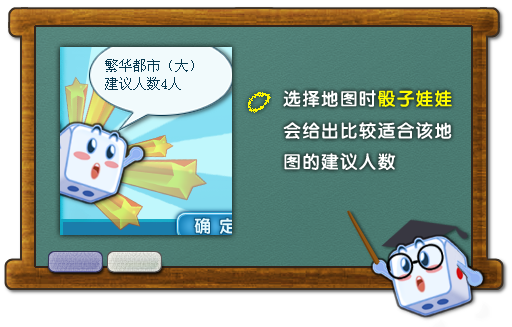 繁华都市（大）
建议人数4人
确 定
选择地图时骰子娃娃
会给出比较适合该地
图的建议人数